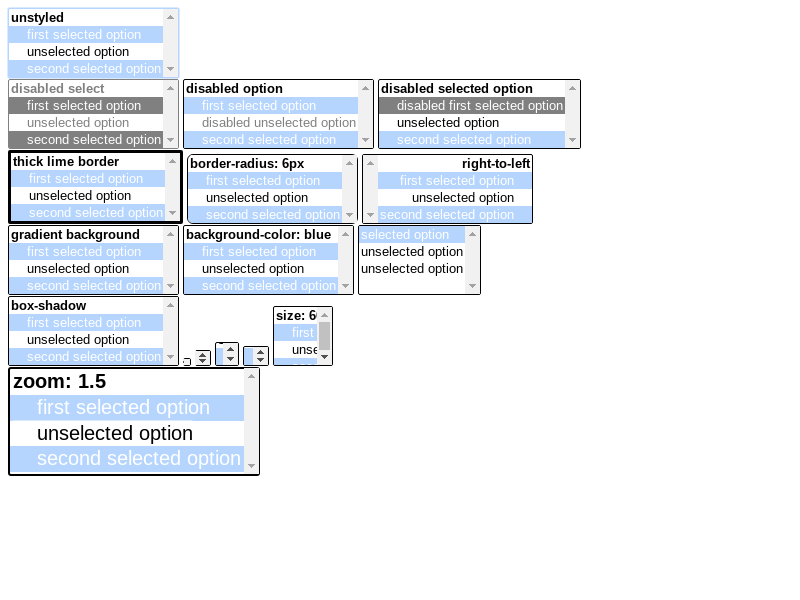 unstyled
first selected option
unselected option
second selected option
disabled select disabled option disabled selected option
first selected option first selected option disabled first selected option
unselected option disabled unselected option unselected option
second selected option second selected option second selected option
thick lime border border-radius: 6px right-to-left
first selected option first selected option first selected option
unselected option unselected option unselected option
second selected option second selected option second selected option
gradient background background-color: blue selected option
first selected option first selected option unselected option
unselected option unselected option unselected option
second selected option second selected option
box-shadow size: 6
first selected option first
unselected option unse
second selected option
zoom: 1.5
first selected option
unselected option
second selected option